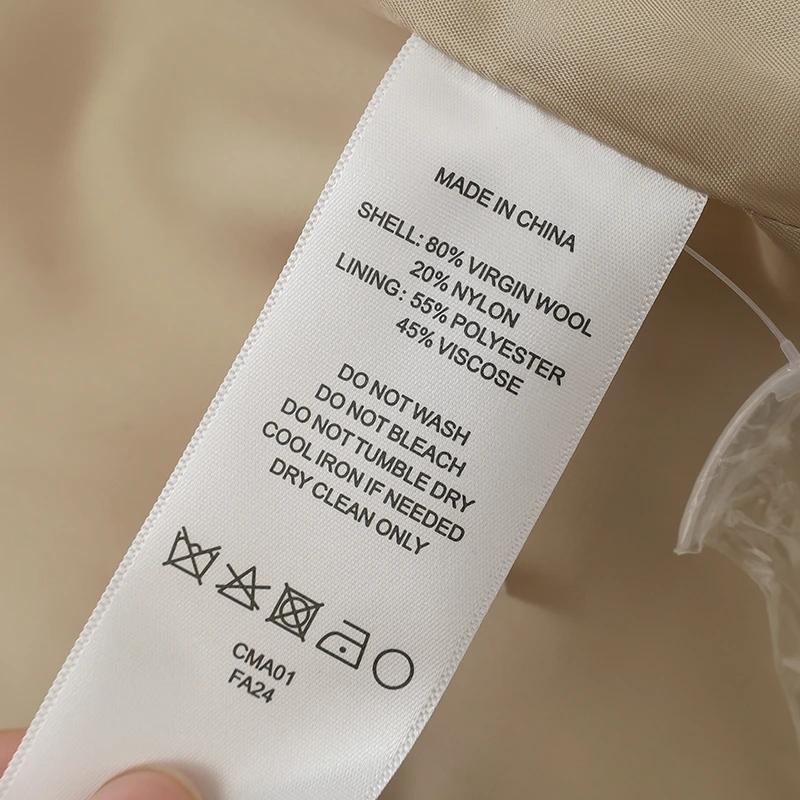 MADE IN CHINA
SHELL: 80% VIRGIN WOOL
20% NYLON
LINING: 55% POLYESTER
45% VISCOSE
DO NOT WASH
DO NOT BLEACH
DO NOT TUMBLE DRY
COOL IRON IF NEEDED
DRY CLEAN ONLY
CMA01
FA24